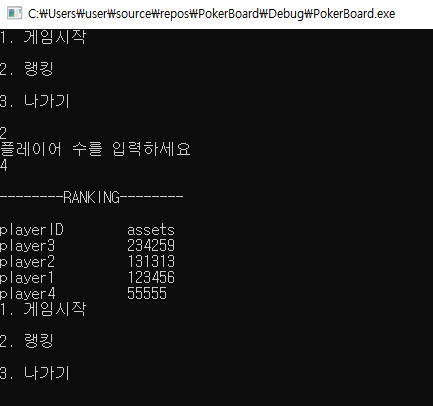 C:₩Users₩user₩source₩repos₩PokerBoard₩Debug₩PokerBoard.exe
1. 게임시작
2. 랭킹
3. 나가기
2
플레이어 수를 입력하세요
4
--------RANKING--------
playerID assets
player3 234259
player2 131313
player1 123456
player4 55555
1. 게임시작
2. 랭킹
3. 나가기